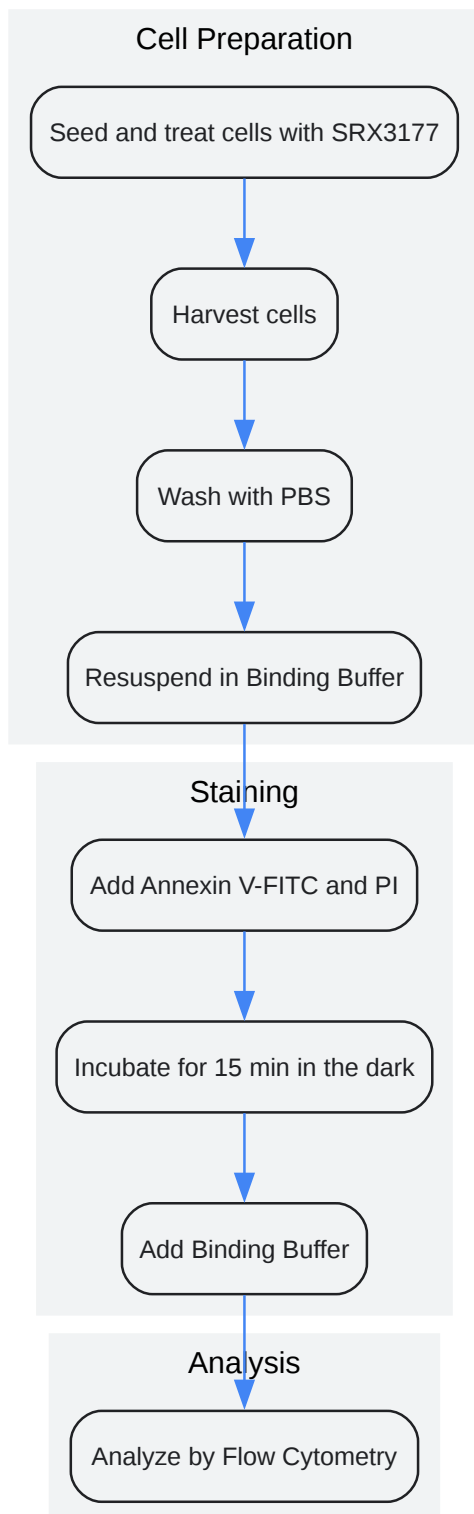 Cell Preparation
Seed and treat cells with SRX3177
Harvest cells
Wash with PBS
Resuspend in Binding Buffer
Staining
Add Annexin V-FITC and PI
Incubate for 15 min in the dark
Add Binding Buffer
Analysis
Analyze by Flow Cytometry